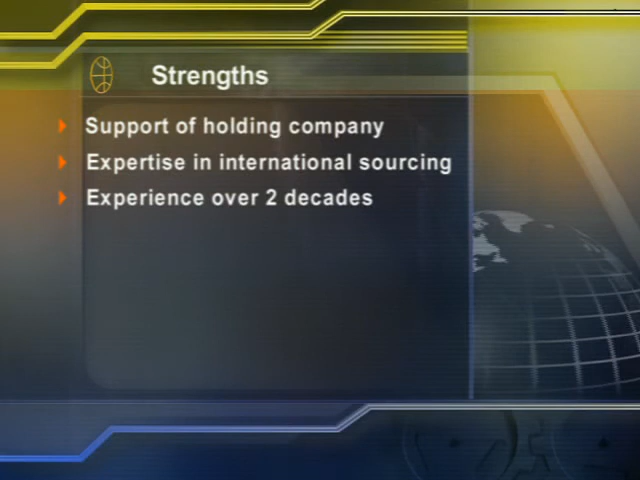 Strengths
Support of holding company
Expertise in international sourcing
Experience over 2 decades